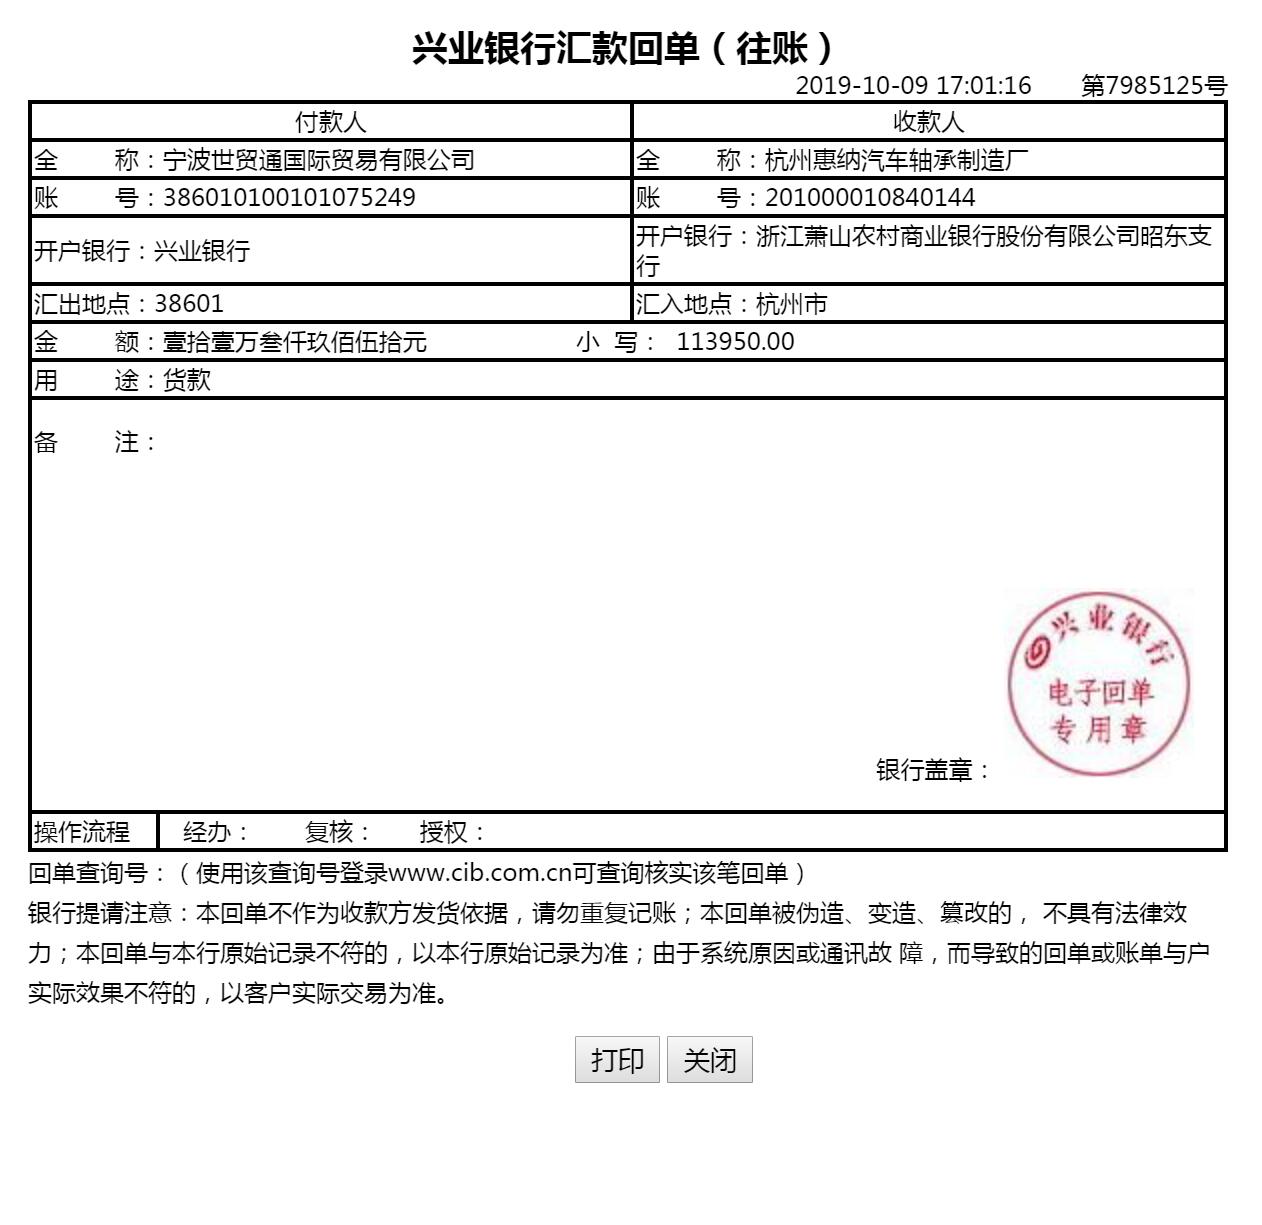 兴业银行汇款回单（往账）
2019-10-09 17:01:16 第7985125号
付款人 收款人
全 称：宁波世贸通国际贸易有限公司 全 称：杭州惠纳汽车轴承制造厂
账 号：386010100101075249 账 号：201000010840144
开户银行：兴业银行 开户银行：浙江萧山农村商业银行股份有限公司昭东支
行
汇出地点：38601 汇入地点：杭州市
金 额：壹拾壹万叁仟玖佰伍拾元 小 写： 113950.00
用 途：货款
备 注：
兴业银行
电子回单
专用章
银行盖章：
操作流程 经办： 复核： 授权：
回单查询号：（使用该查询号登录www.cib.com.cn可查询核实该笔回单）
银行提请注意：本回单不作为收款方发货依据，请勿重复记账；本回单被伪造、变造、篡改的， 不具有法律效
力；本回单与本行原始记录不符的，以本行原始记录为准；由于系统原因或通讯故 障，而导致的回单或账单与户
实际效果不符的，以客户实际交易为准。
打印 关闭